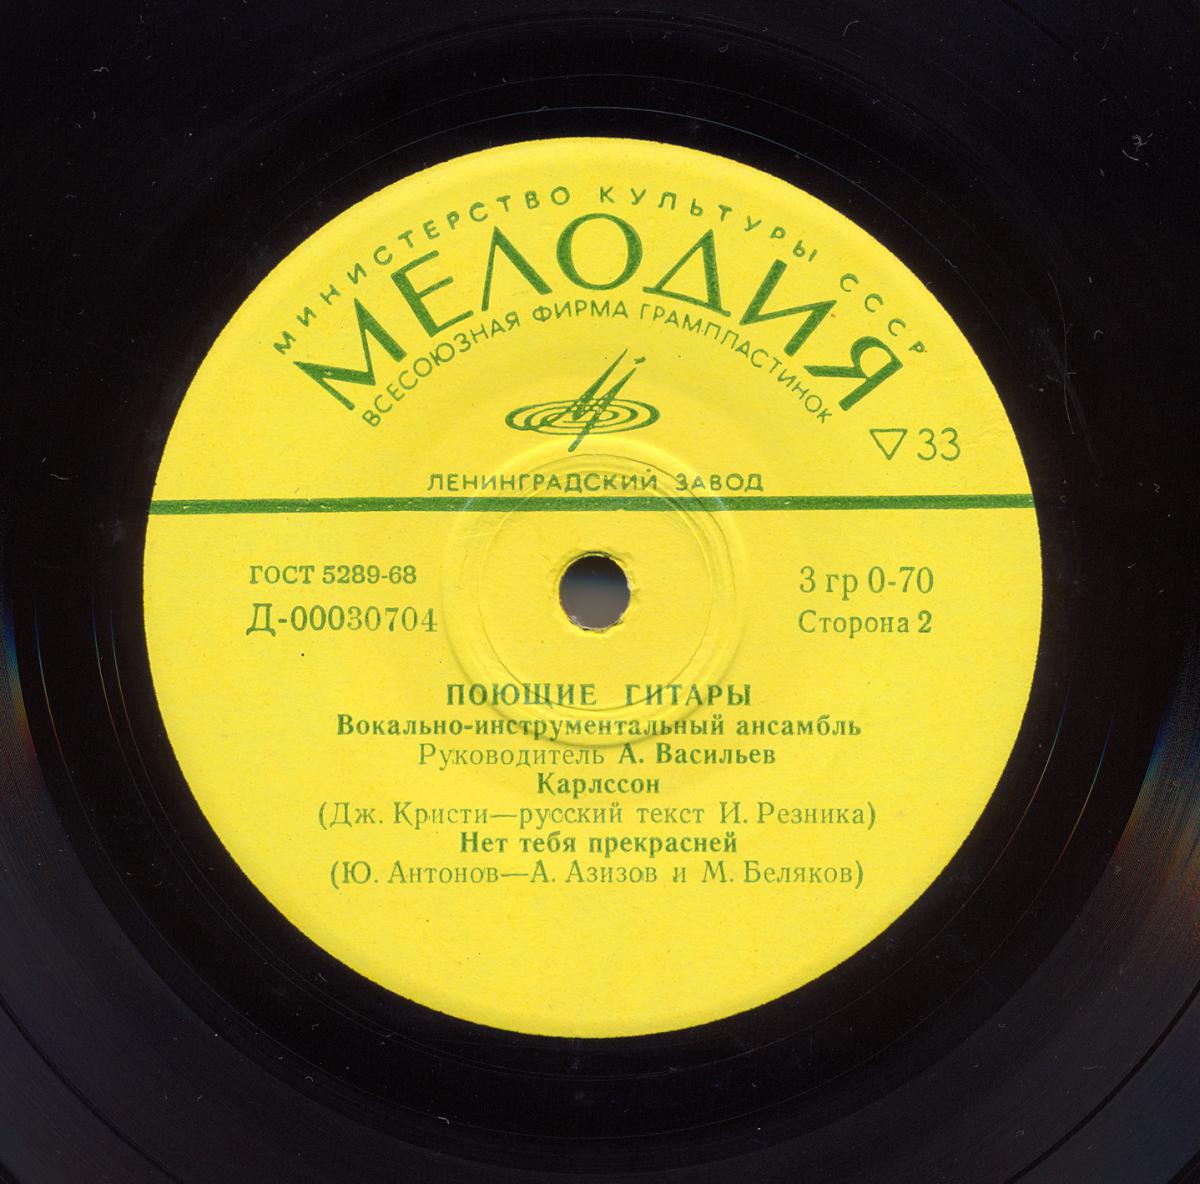 МИНИСТЕРСТВО КУЛЬТУРЫ СССР
МЕЛОДИЯ
ВСЕСОЮЗНАЯ ФИРМА ГРАМПЛАСТИНОК
33
ЛЕНИНГРАДСКИЙ ЗАВОД
ГОСТ 5289-68
Д-00030704
3 гр 0-70
Сторона 2
ПОЮЩИЕ ГИТАРЫ
Вокально-инструментальный ансамбль
Руководитель А. Васильев
Карлссон
(Дж. Кристи—русский текст И. Резника)
Нет тебя прекрасней
(Ю. Антонов—А. Азизов и М. Беляков)